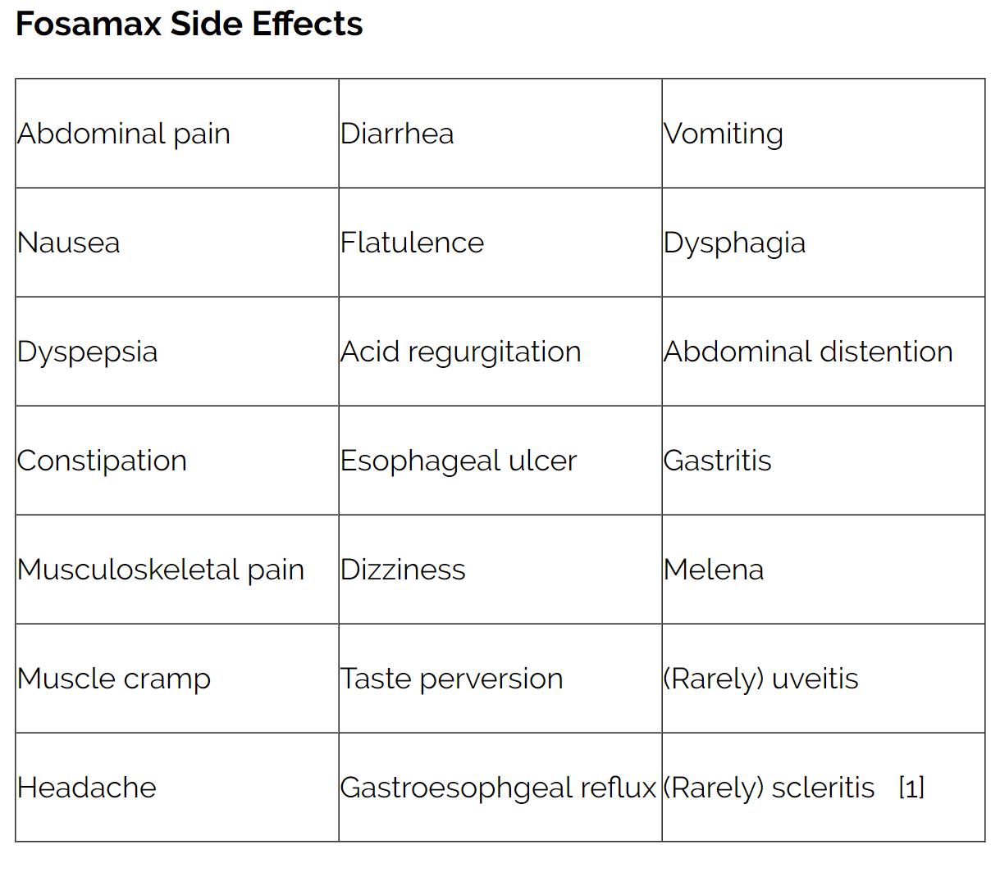 Fosamax Side Effects
Abdominal pain Diarrhea Vomiting
Nausea Flatulence Dysphagia
Dyspepsia Acid regurgitation Abdominal distention
Constipation Esophageal ulcer Gastritis
Musculoskeletal pain Dizziness Melena
Muscle cramp Taste perversion (Rarely) uveitis
Headache Gastroesophgeal reflux (Rarely) scleritis [1]